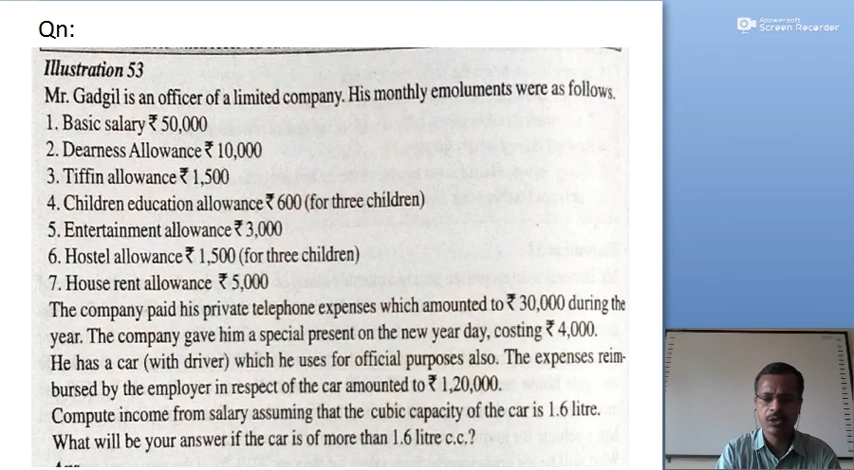 Qn:
Apowersoft
Screen Recorder
Illustration 53
Mr. Gadgil is an officer of a limited company. His monthly emoluments were as follows.
1. Basic salary ₹ 50,000
2. Dearness Allowance ₹ 10,000
3. Tiffin allowance ₹ 1,500
4. Children education allowance ₹ 600 (for three children)
5. Entertainment allowance ₹ 3,000
6. Hostel allowance ₹ 1,500 (for three children)
7. House rent allowance ₹ 5,000
The company paid his private telephone expenses which amounted to ₹ 30,000 during the
year. The company gave him a special present on the new year day, costing ₹ 4,000.
He has a car (with driver) which he uses for official purposes also. The expenses reim-
bursed by the employer in respect of the car amounted to ₹ 1,20,000.
Compute income from salary assuming that the cubic capacity of the car is 1.6 litre.
What will be your answer if the car is of more than 1.6 litre c.c.?